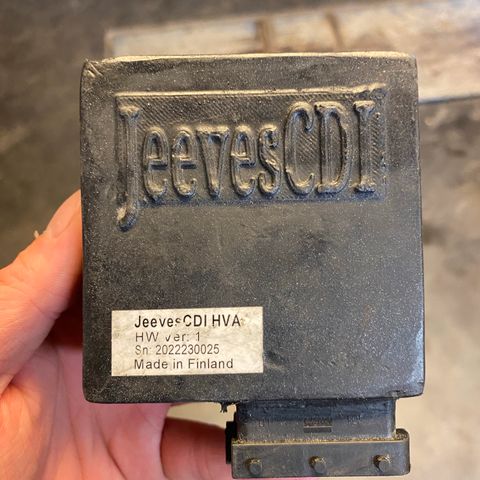 JeevesCDI
JeevesCDI HVA
HW ver: 1
Sn: 2022230025
Made in Finland